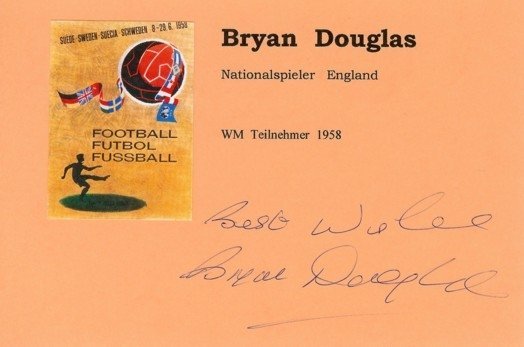 SUEDE-SWEDEN-SUECIA-SCHWEDEN 8-29.6.1958
FOOTBALL
FUTBOL
FUSSBALL
Bryan Douglas
Nationalspieler England
WM Teilnehmer 1958
Best Wishes
Bryan Douglas